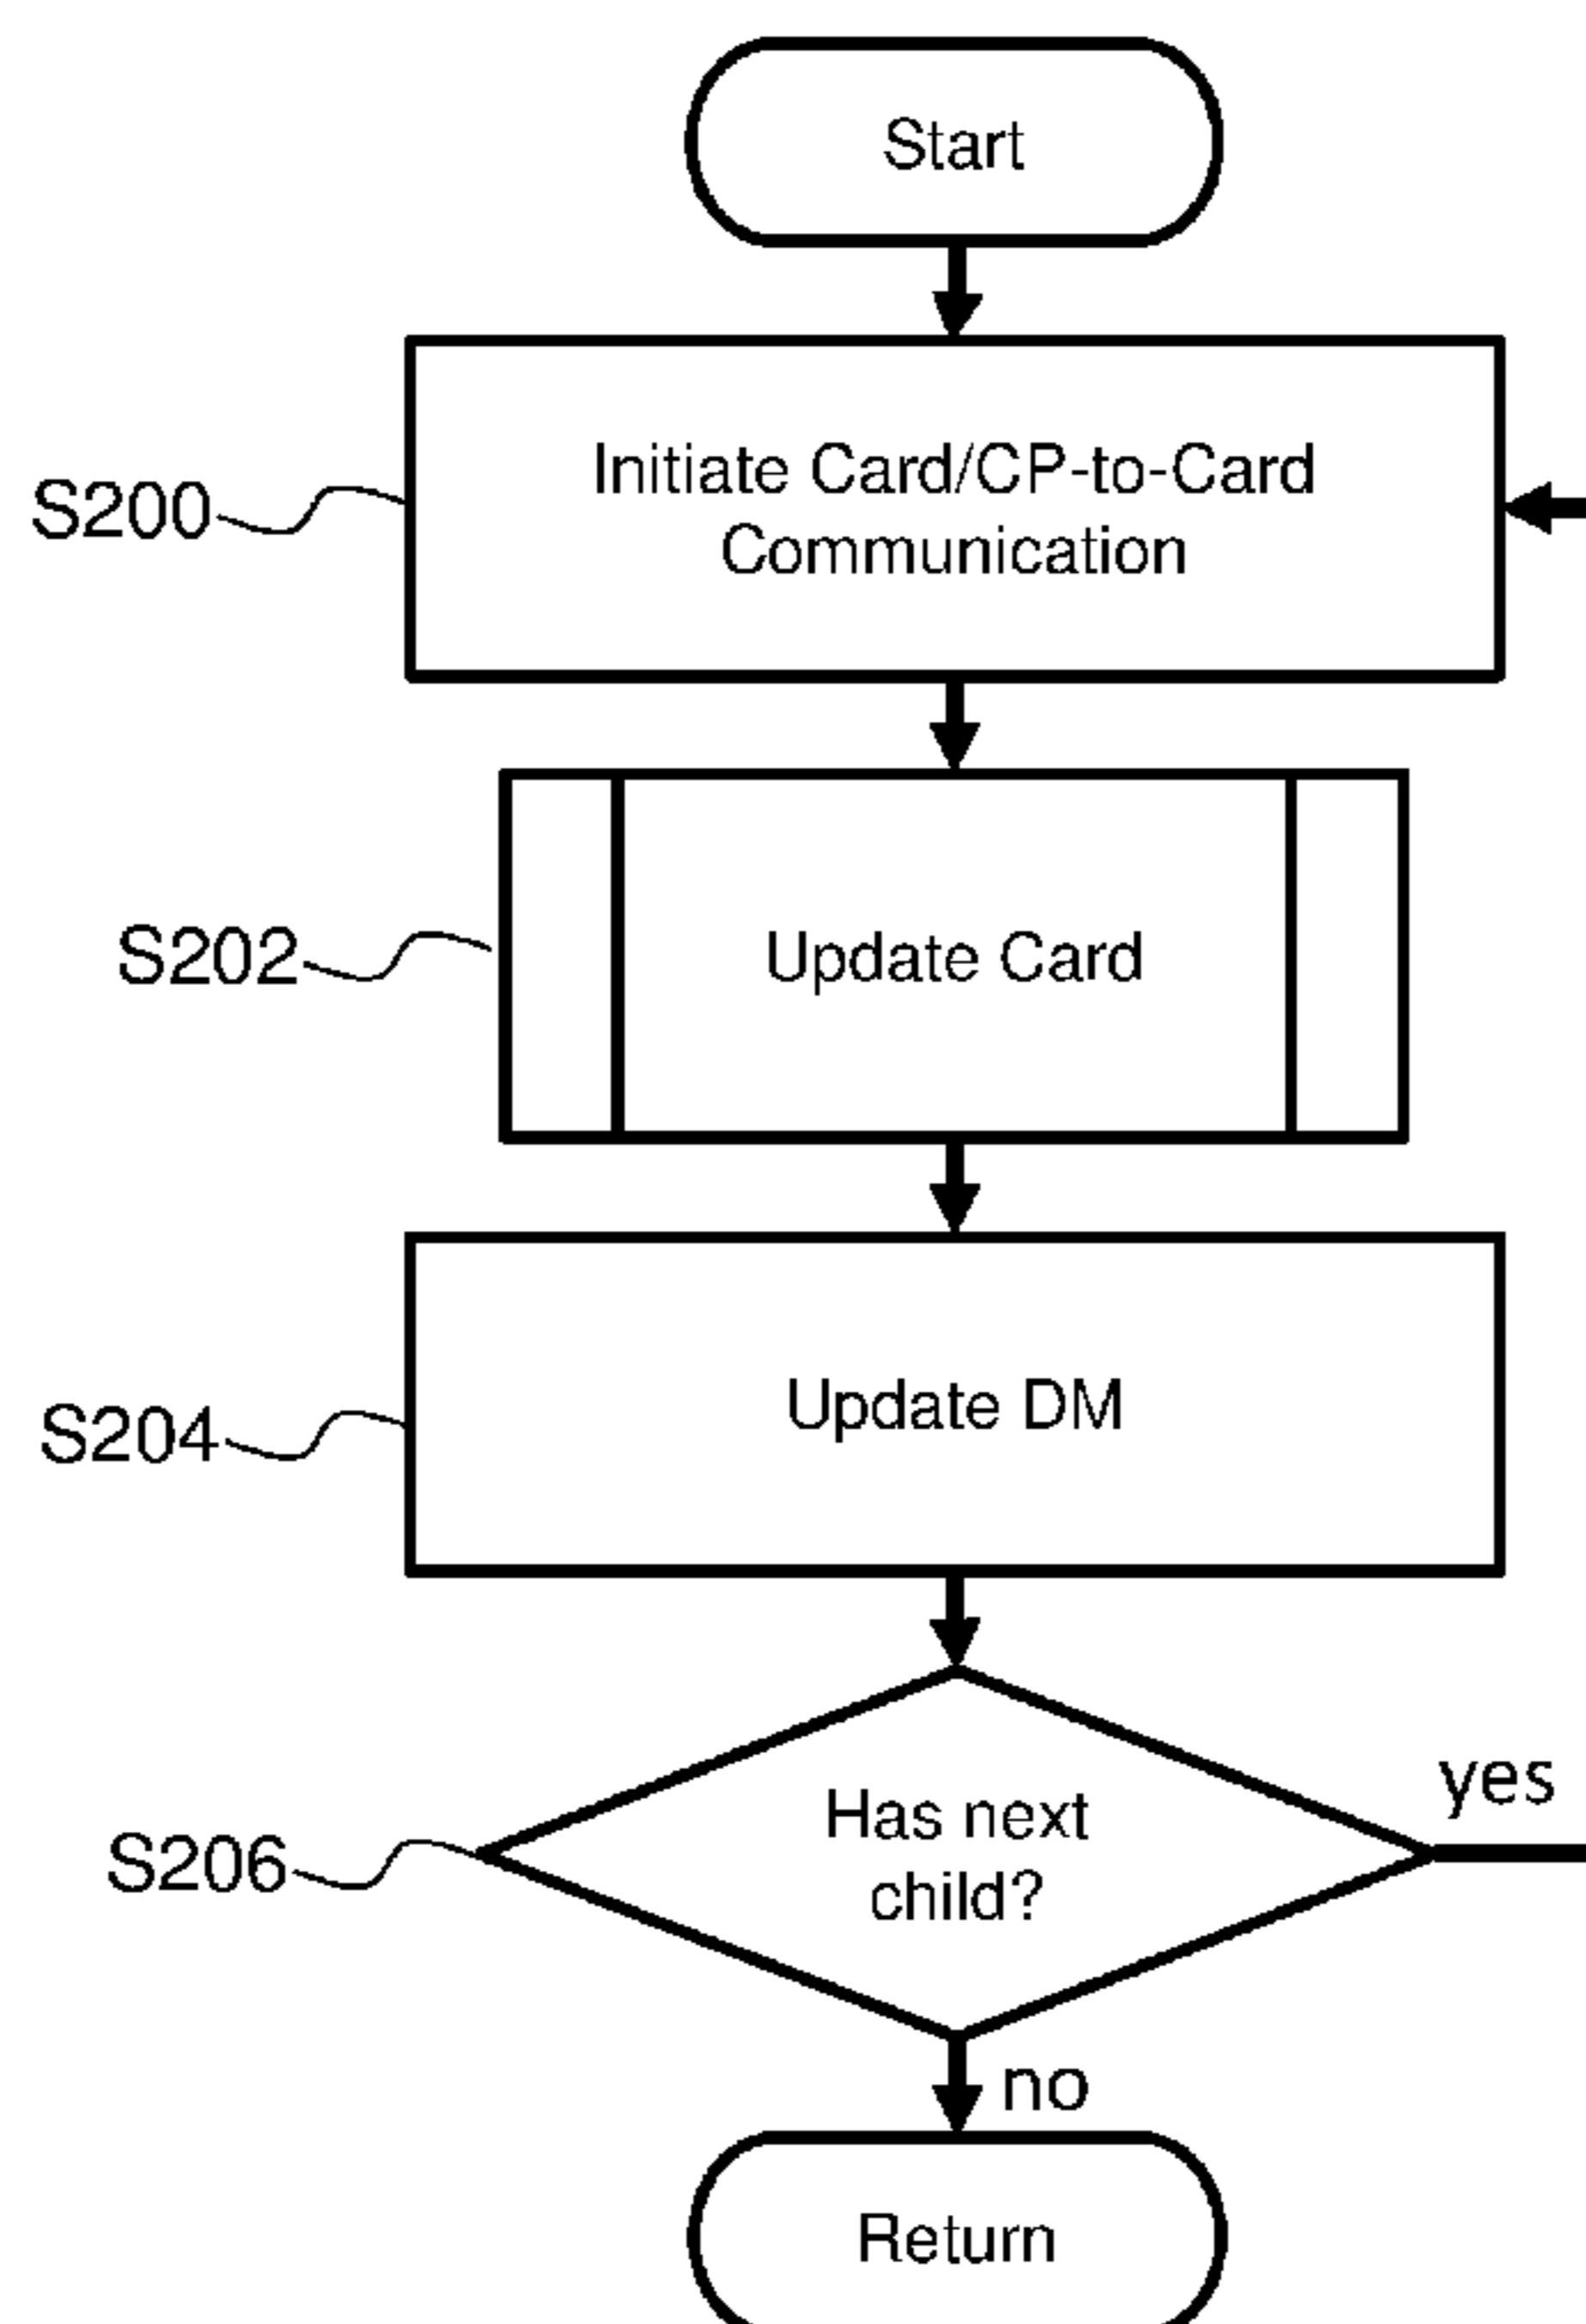 Start
Initiate Card/CP-to-Card
Communication
S200
Update Card
S202
Update DM
S204
Has next
child?
yes
S206
no
Return